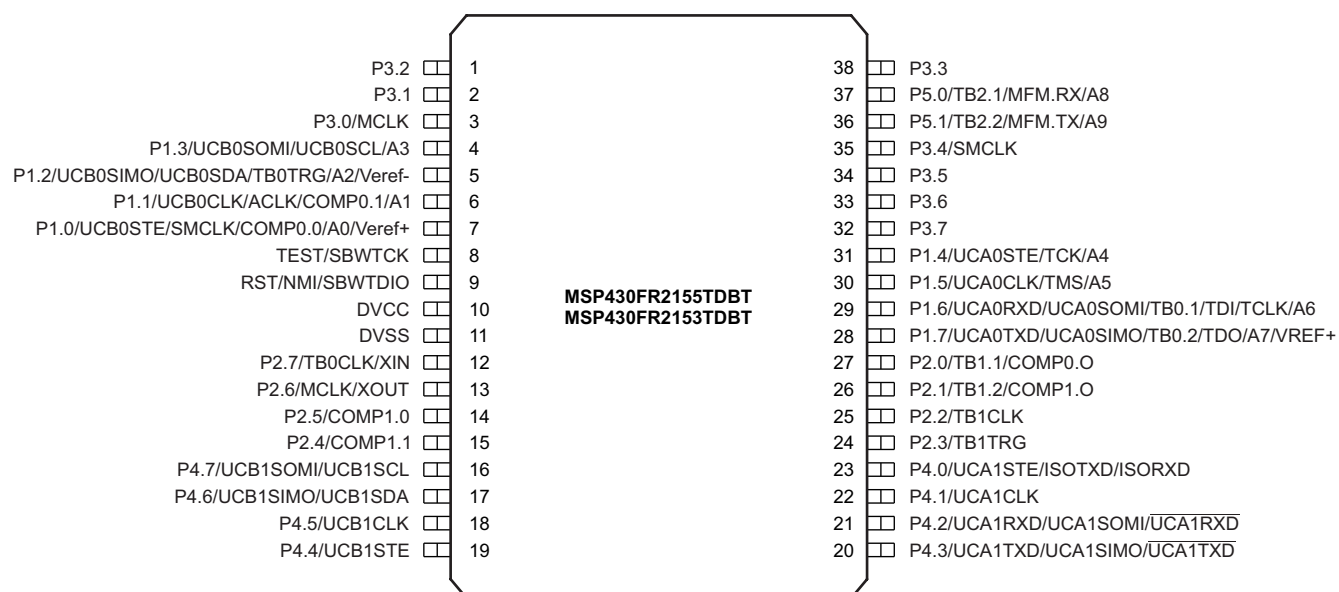 P3.2 1 38 P3.3
P3.1 2 37 P5.0/TB2.1/MFM.RX/A8
P3.0/MCLK 3 36 P5.1/TB2.2/MFM.TX/A9
P1.3/UCB0SOMI/UCB0SCL/A3 4 35 P3.4/SMCLK
P1.2/UCB0SIMO/UCB0SDA/TB0TRG/A2/Veref- 5 34 P3.5
P1.1/UCB0CLK/ACLK/COMP0.1/A1 6 33 P3.6
P1.0/UCB0STE/SMCLK/COMP0.0/A0/Veref+ 7 32 P3.7
TEST/SBWTCK 8 31 P1.4/UCA0STE/TCK/A4
RST/NMI/SBWTDIO 9 30 P1.5/UCA0CLK/TMS/A5
MSP430FR2155TDBT
DVCC 10 29 P1.6/UCA0RXD/UCA0SOMI/TB0.1/TDI/TCLK/A6
MSP430FR2153TDBT
DVSS 11 28 P1.7/UCA0TXD/UCA0SIMO/TB0.2/TDO/A7/VREF+
P2.7/TB0CLK/XIN 12 27 P2.0/TB1.1/COMP0.O
P2.6/MCLK/XOUT 13 26 P2.1/TB1.2/COMP1.O
P2.5/COMP1.0 14 25 P2.2/TB1CLK
P2.4/COMP1.1 15 24 P2.3/TB1TRG
P4.7/UCB1SOMI/UCB1SCL 16 23 P4.0/UCA1STE/ISOTXD/ISORXD
P4.6/UCB1SIMO/UCB1SDA 17 22 P4.1/UCA1CLK
P4.5/UCB1CLK 18 21 P4.2/UCA1RXD/UCA1SOMI/UCA1RXD
P4.4/UCB1STE 19 20 P4.3/UCA1TXD/UCA1SIMO/UCA1TXD